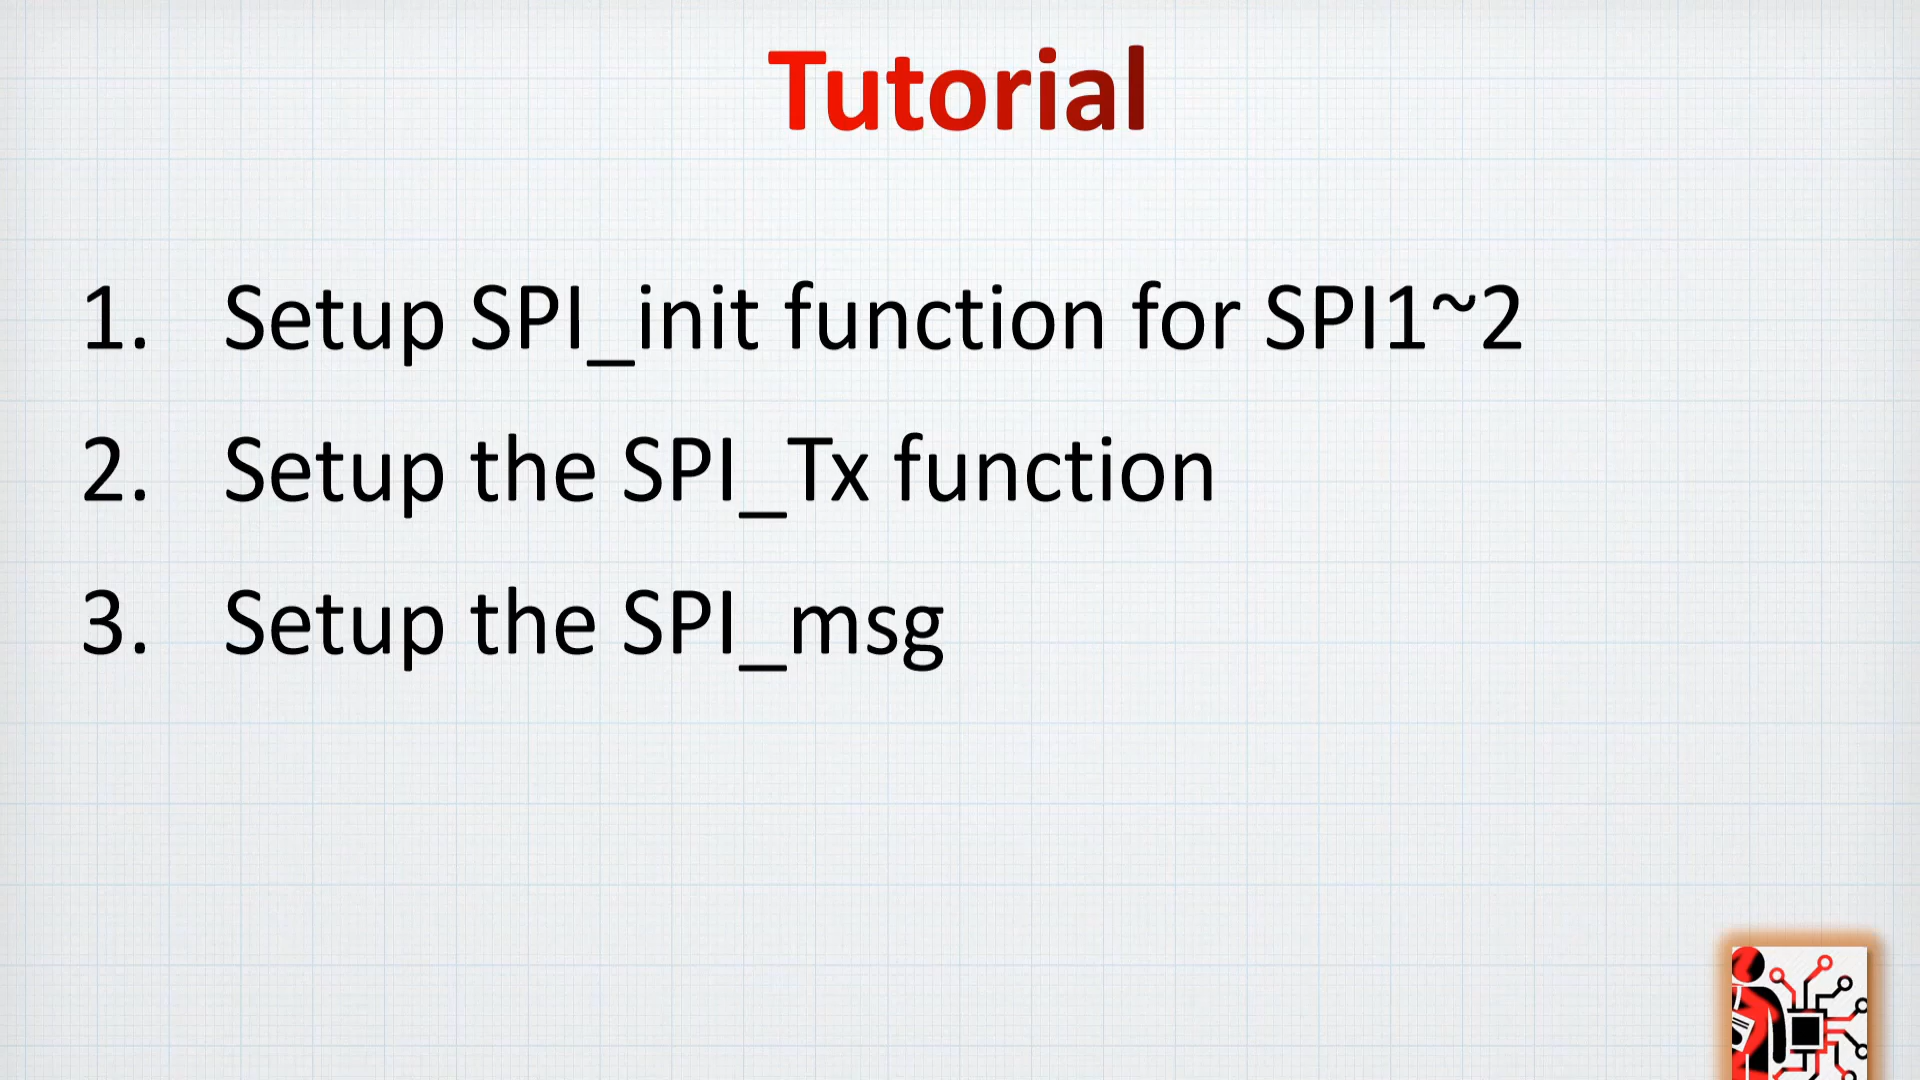 Tutorial
1. Setup SPI_init function for SPI1~2
2. Setup the SPI_Tx function
3. Setup the SPI_msg